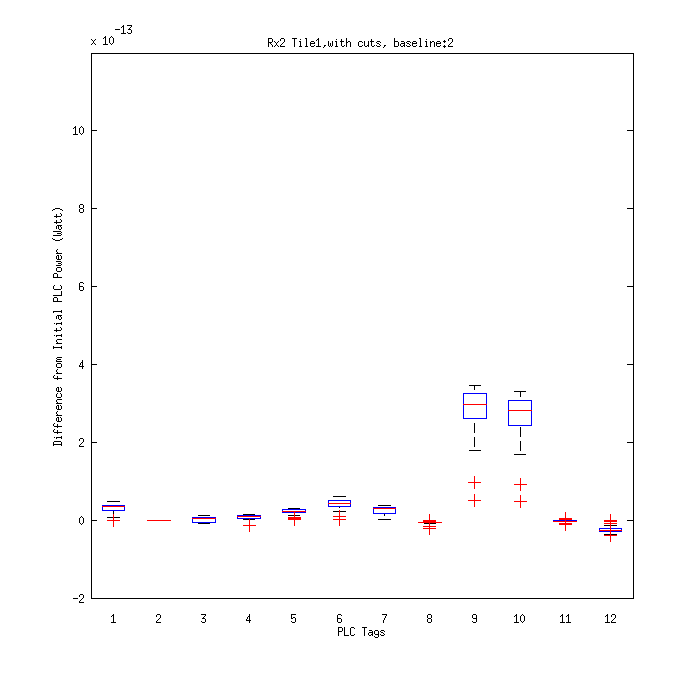 x 10 -13
Rx2 Tile1,with cuts, baseline:2
10
8
6
4
2
0
-2
Difference from Initial PLC Power (Watt)
1 2 3 4 5 6 7 8 9 10 11 12
PLC Tags